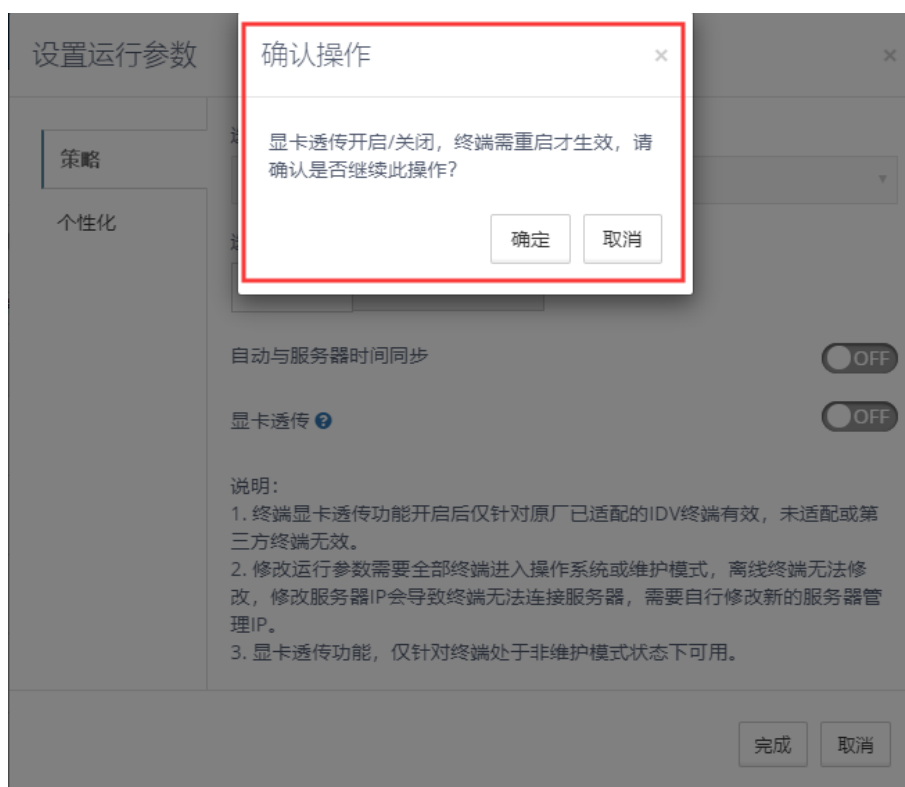 设置运行参数
×
确认操作
×
显卡透传开启/关闭，终端需重启才生效，请
确认是否继续此操作？
确定
取消
策略
个性化
自动与服务器时间同步
OFF
显卡透传 ?
OFF
说明：
1. 终端显卡透传功能开启后仅针对原厂已适配的IDV终端有效，未适配或第
三方终端无效。
2. 修改运行参数需要全部终端进入操作系统或维护模式，离线终端无法修
改，修改服务器IP会导致终端无法连接服务器，需要自行修改新的服务器管
理IP。
3. 显卡透传功能，仅针对终端处于非维护模式状态下可用。
完成
取消